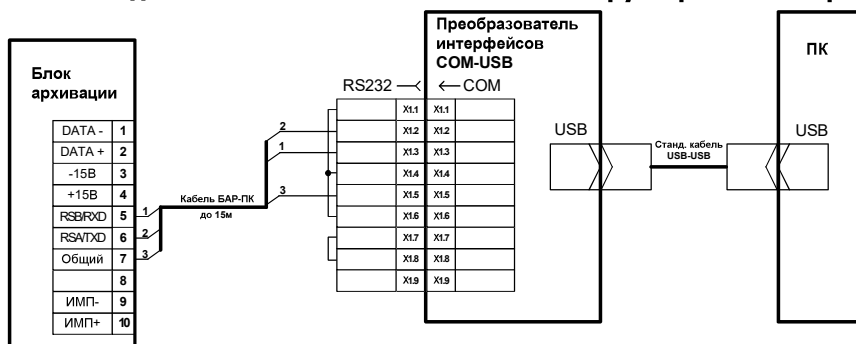 Блок
архивации
DATA - 1
DATA + 2
-15В 3
+15В 4
RSB/RXD 5
RSA/TXD 6
Общий 7
8
ИМП- 9
ИМП+ 10
1
2
3
Кабель БАР-ПК
до 15м
2
1
3
RS232
COM
Преобразователь
интерфейсов
COM-USB
X1.1 X1.1
X1.2 X1.2
X1.3 X1.3
X1.4 X1.4
X1.5 X1.5
X1.6 X1.6
X1.7 X1.7
X1.8 X1.8
X1.9 X1.9
USB
Станд. кабель
USB-USB
ПК
USB